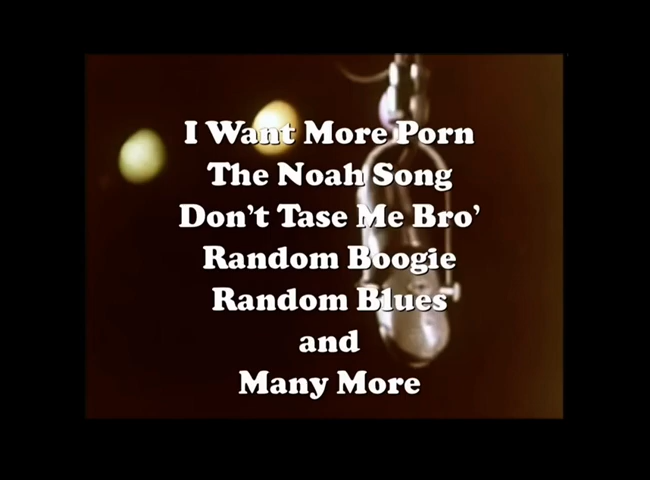 I Want More Porn
The Noah Song
Don't Tase Me Bro'
Random Boogie
Random Blues
and
Many More